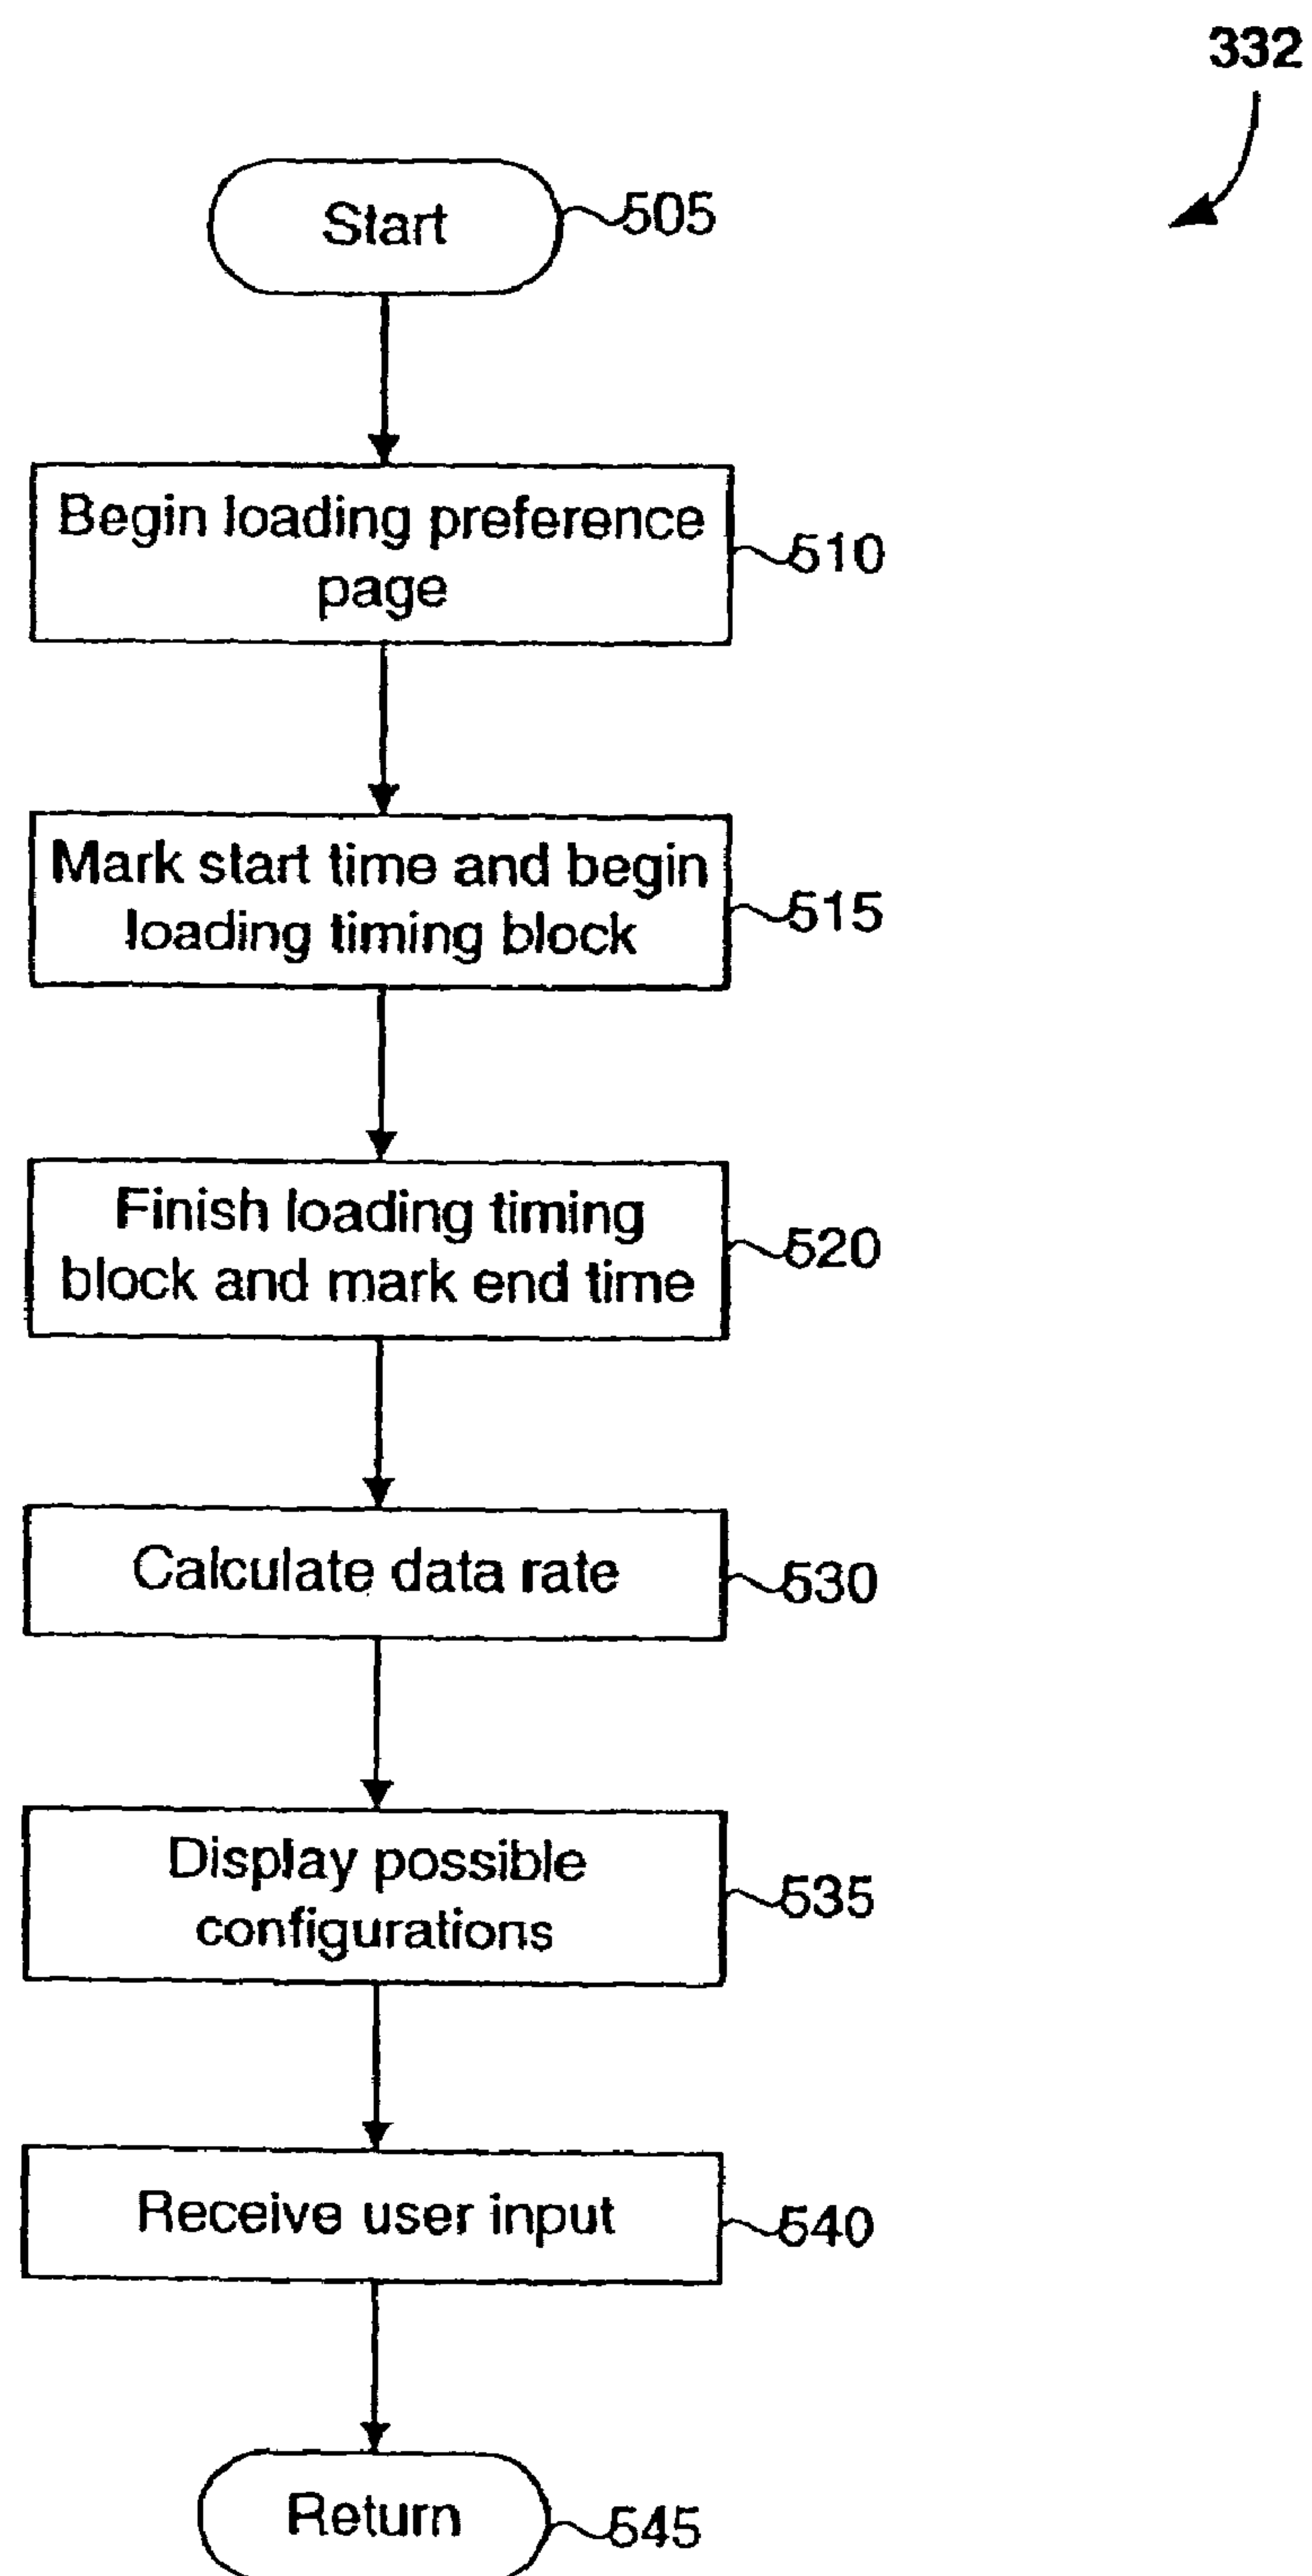 332
Start
505
Begin loading preference
page
510
Mark start time and begin
loading timing block
515
Finish loading timing
block and mark end time
520
Calculate data rate
530
Display possible
configurations
535
Receive user input
540
Return
545